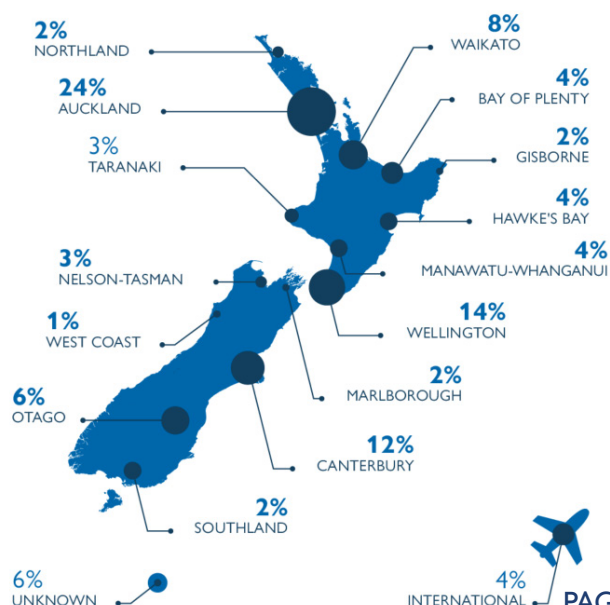 2%
NORTHLAND
8%
WAIKATO
24%
AUCKLAND
4%
BAY OF PLENTY
3%
TARANAKI
2%
GISBORNE
4%
HAWKE'S BAY
3%
NELSON-TASMAN
4%
MANAWATU-WHANGANUI
1%
WEST COAST
14%
WELLINGTON
2%
MARLBOROUGH
6%
OTAGO
12%
CANTERBURY
2%
SOUTHLAND
6%
UNKNOWN
4%
INTERNATIONAL
PAG